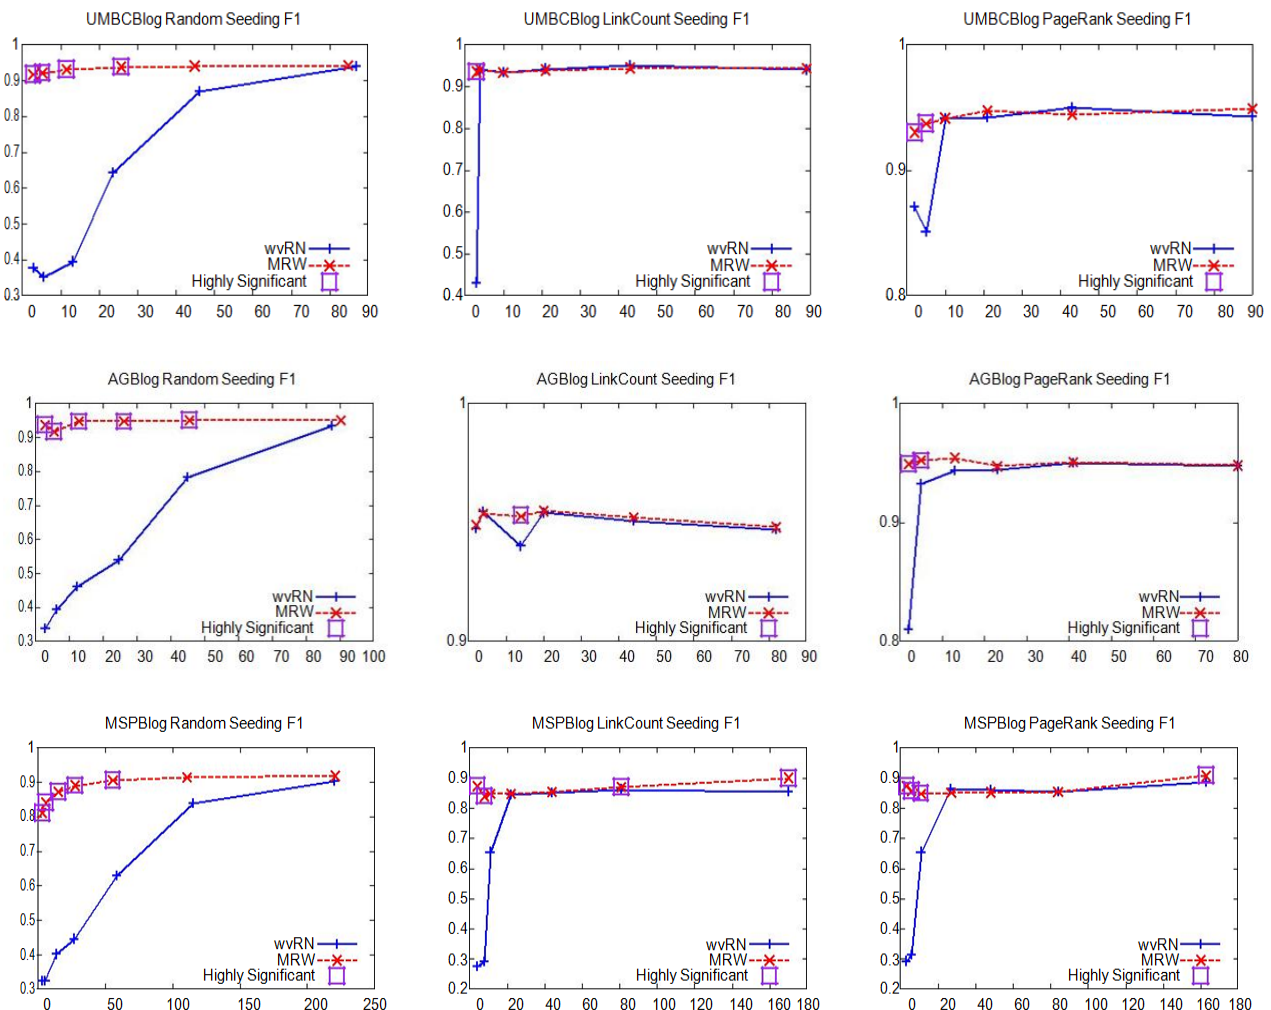 UMBCBlog Random Seeding F1
1
0.9
0.8
0.7
0.6
0.5
0.4
0.3
wvRN
MRW
Highly Significant
0 10 20 30 40 50 60 70 80 90
UMBCBlog LinkCount Seeding F1
1
0.9
0.8
0.7
0.6
0.5
0.4
wvRN
MRW
Highly Significant
0 10 20 30 40 50 60 70 80 90
UMBCBlog PageRank Seeding F1
1
0.9
0.8
wvRN
MRW
Highly Significant
0 10 20 30 40 50 60 70 80 90
AGBlog Random Seeding F1
1
0.9
0.8
0.7
0.6
0.5
0.4
0.3
wvRN
MRW
Highly Significant
0 10 20 30 40 50 60 70 80 90 100
AGBlog LinkCount Seeding F1
1
0.9
wvRN
MRW
Highly Significant
0 10 20 30 40 50 60 70 80 90
AGBlog PageRank Seeding F1
1
0.9
0.8
wvRN
MRW
Highly Significant
0 10 20 30 40 50 60 70 80
MSPBlog Random Seeding F1
1
0.9
0.8
0.7
0.6
0.5
0.4
0.3
wvRN
MRW
Highly Significant
0 50 100 150 200 250
MSPBlog LinkCount Seeding F1
1
0.9
0.8
0.7
0.6
0.5
0.4
0.3
0.2
wvRN
MRW
Highly Significant
0 20 40 60 80 100 120 140 160 180
MSPBlog PageRank Seeding F1
1
0.9
0.8
0.7
0.6
0.5
0.4
0.3
0.2
wvRN
MRW
Highly Significant
0 20 40 60 80 100 120 140 160 180